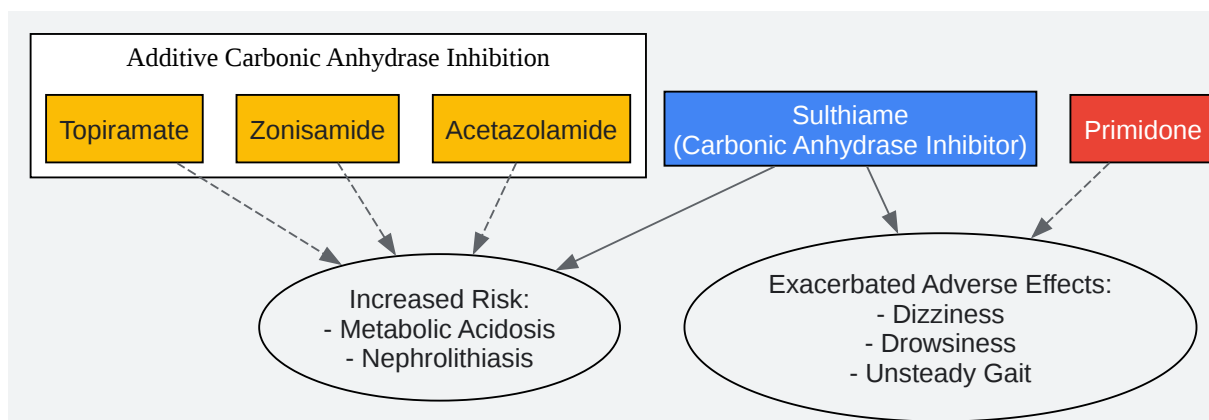 Additive Carbonic Anhydrase Inhibition
Topiramate
Zonisamide
Acetazolamide
Sulthiame
(Carbonic Anhydrase Inhibitor)
Primidone
Increased Risk:
- Metabolic Acidosis
- Nephrolithiasis
Exacerbated Adverse Effects:
- Dizziness
- Drowsiness
- Unsteady Gait